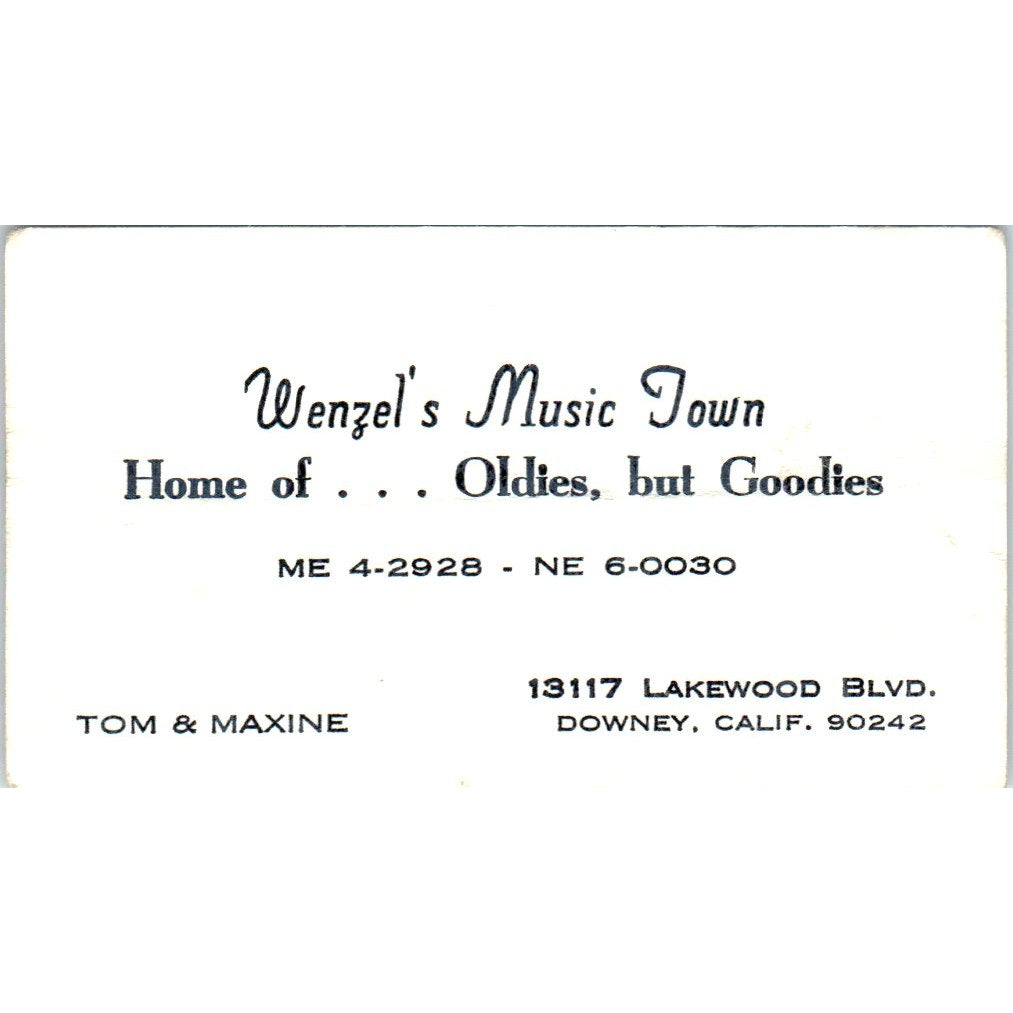 Wenzel's Music Town
Home of . . . Oldies, but Goodies
ME 4-2928 - NE 6-0030
13117 LAKEWOOD BLVD.
TOM & MAXINE DOWNEY, CALIF. 90242